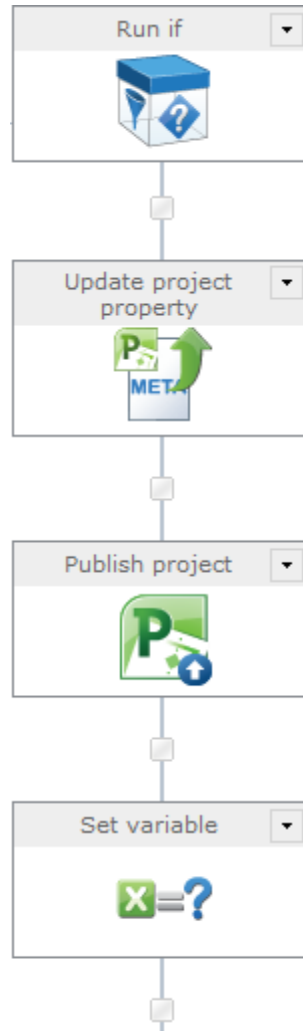 Run if
?
Update project
property
P
META
Publish project
P
Set variable
X=?